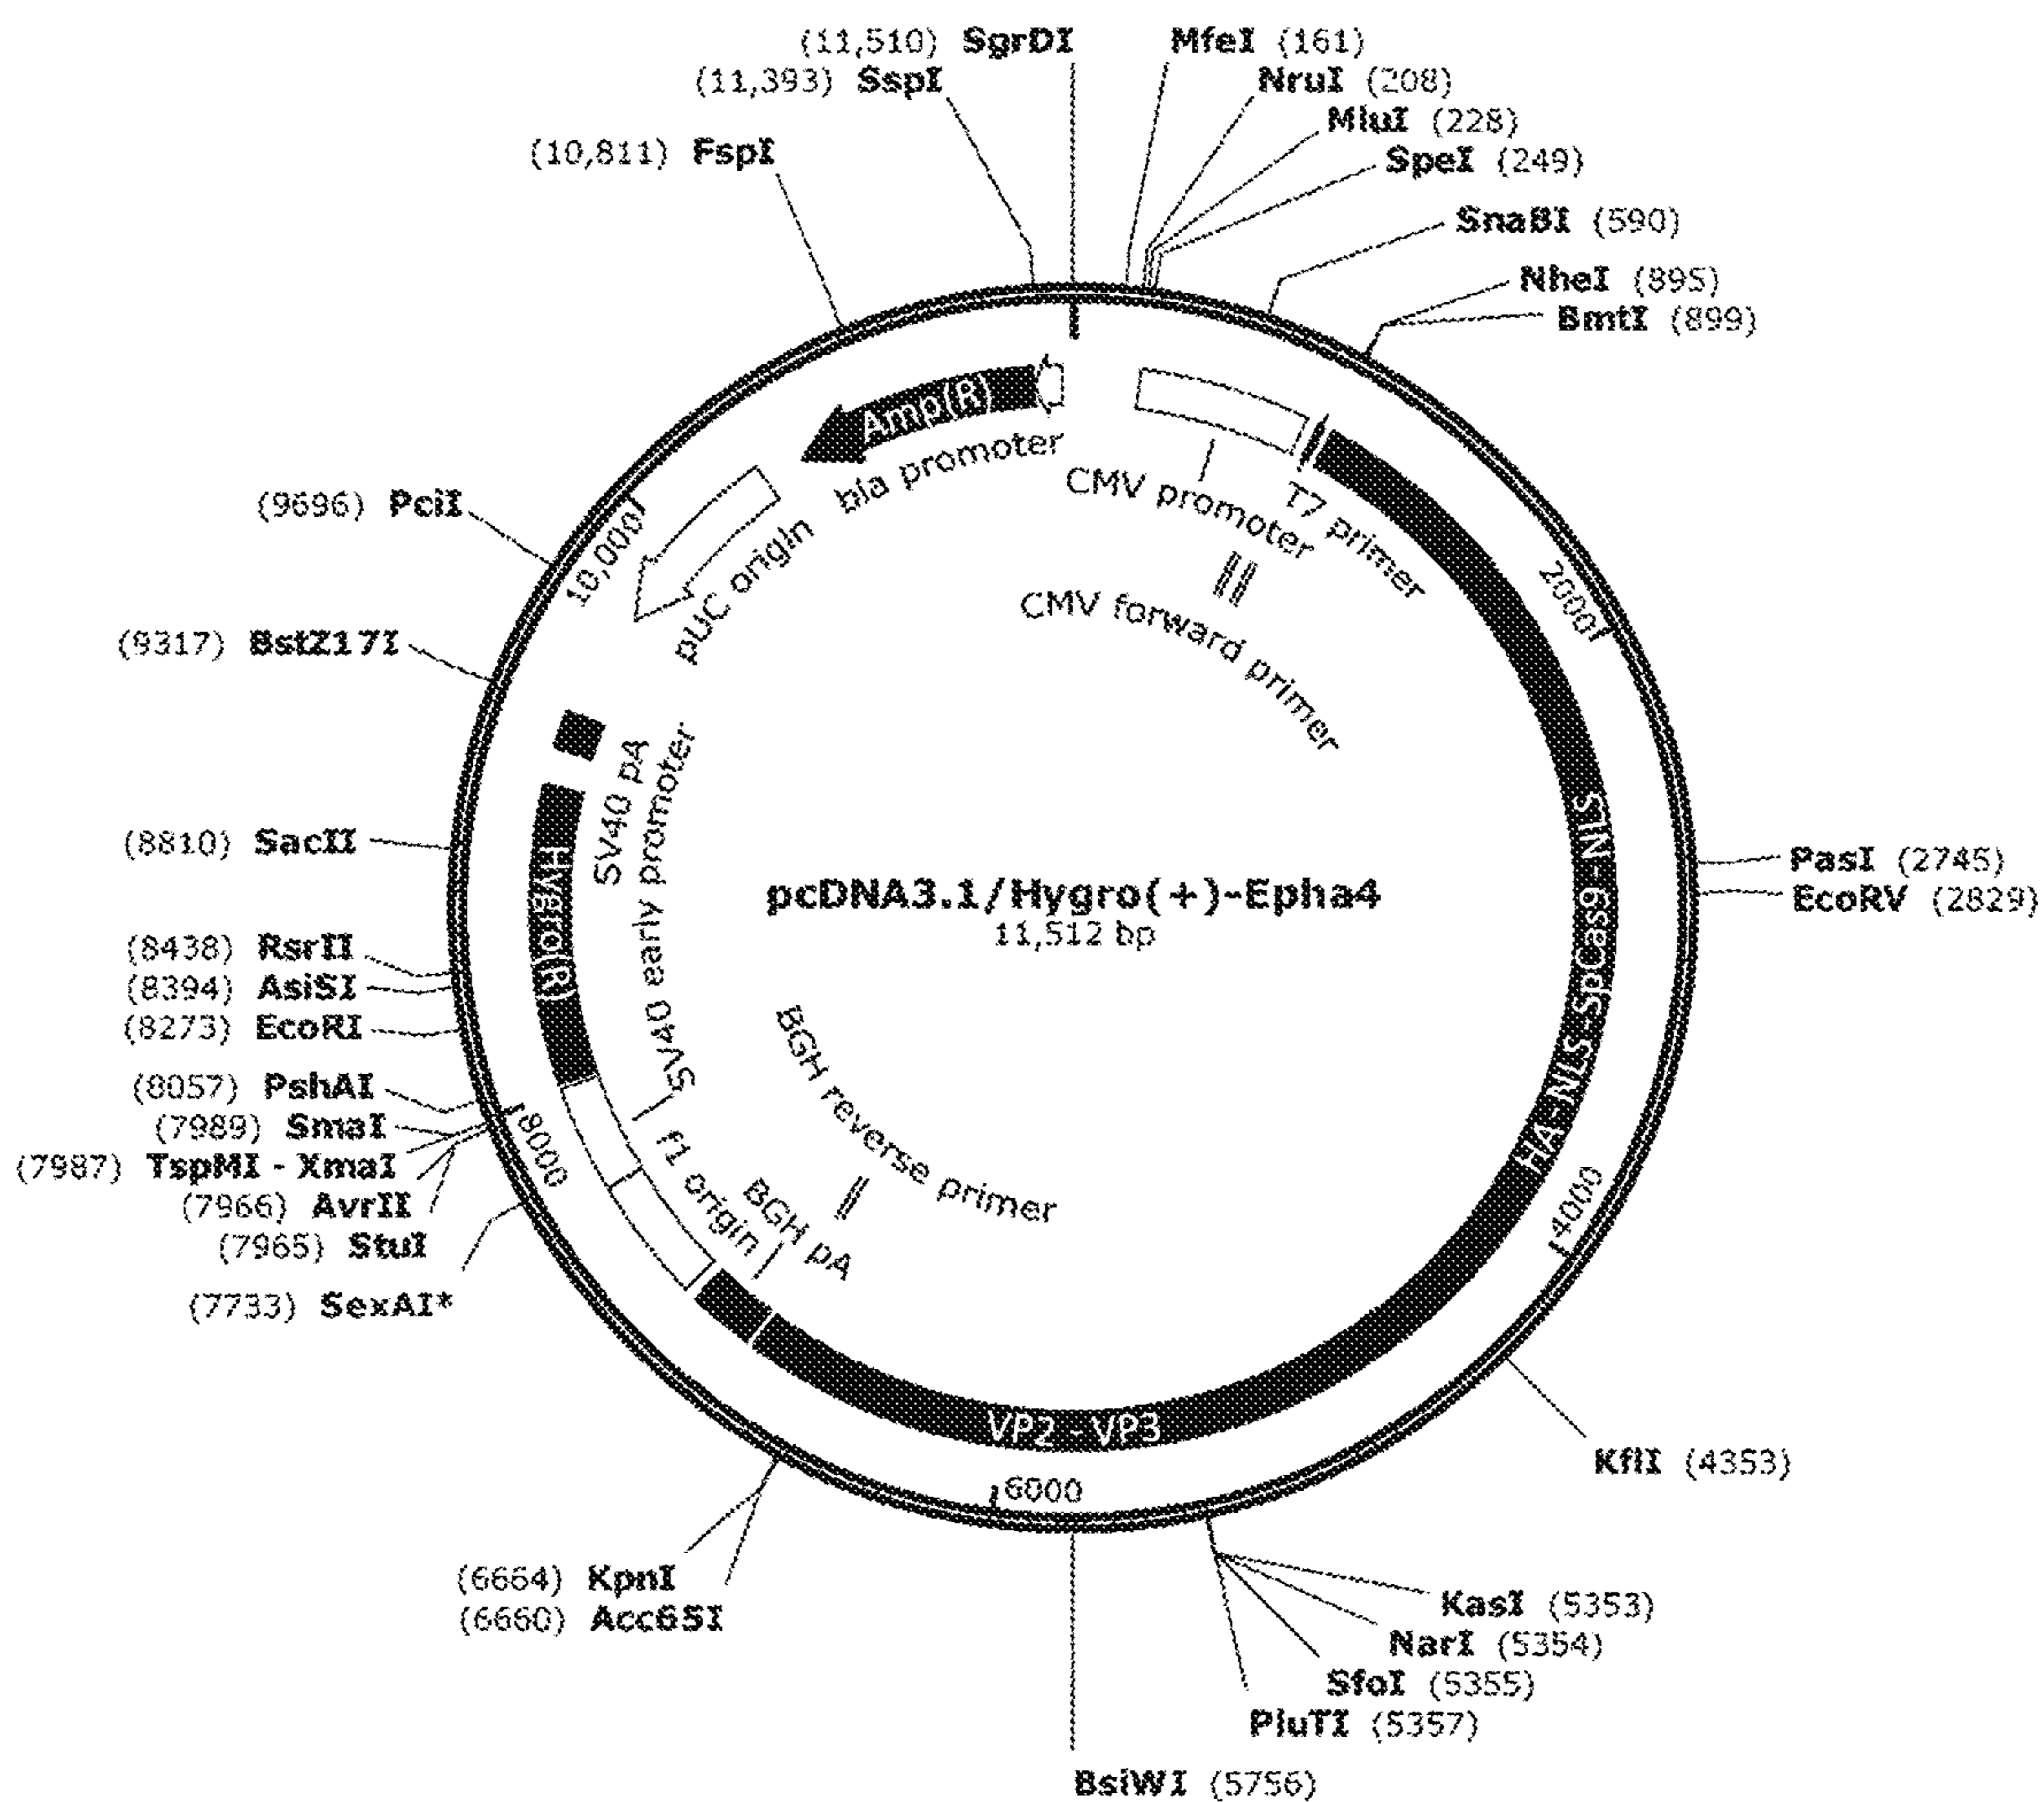 (11,510) SgrDI
(11,393) SspI
(10,811) FspI
MfeI (161)
NruI (208)
MluI (228)
SpeI (249)
SnaBI (590)
NheI (895)
BmtI (899)
(9696) PciI
(9317) BstZ17I
(8810) SacII
(8438) RsrII
(8394) AsiSI
(8273) EcoRI
(8057) PshAI
(7989) SmaI
(7987) TspMI - XmaI
(7966) AvrII
(7965) StuI
(7733) SexAI*
(6664) KpnI
(6660) Acc65I
PasI (2745)
EcoRV (2829)
KflI (4353)
KasI (5353)
NarI (5354)
SfoI (5355)
PluTI (5357)
BsiWI (5756)
2000
4000
6000
8000
10,000
Amp(R)
bla promoter
pUC origin
CMV promoter
T7 primer
CMV forward primer
HA-NLS-SpCas9-NLS
SV40 pA
SV40 early promoter
Hygro(R)
pcDNA3.1/Hygro(+)-Epha4
11,512 bp
BGH reverse primer
f1 origin
BGH pA
VP2 - VP3